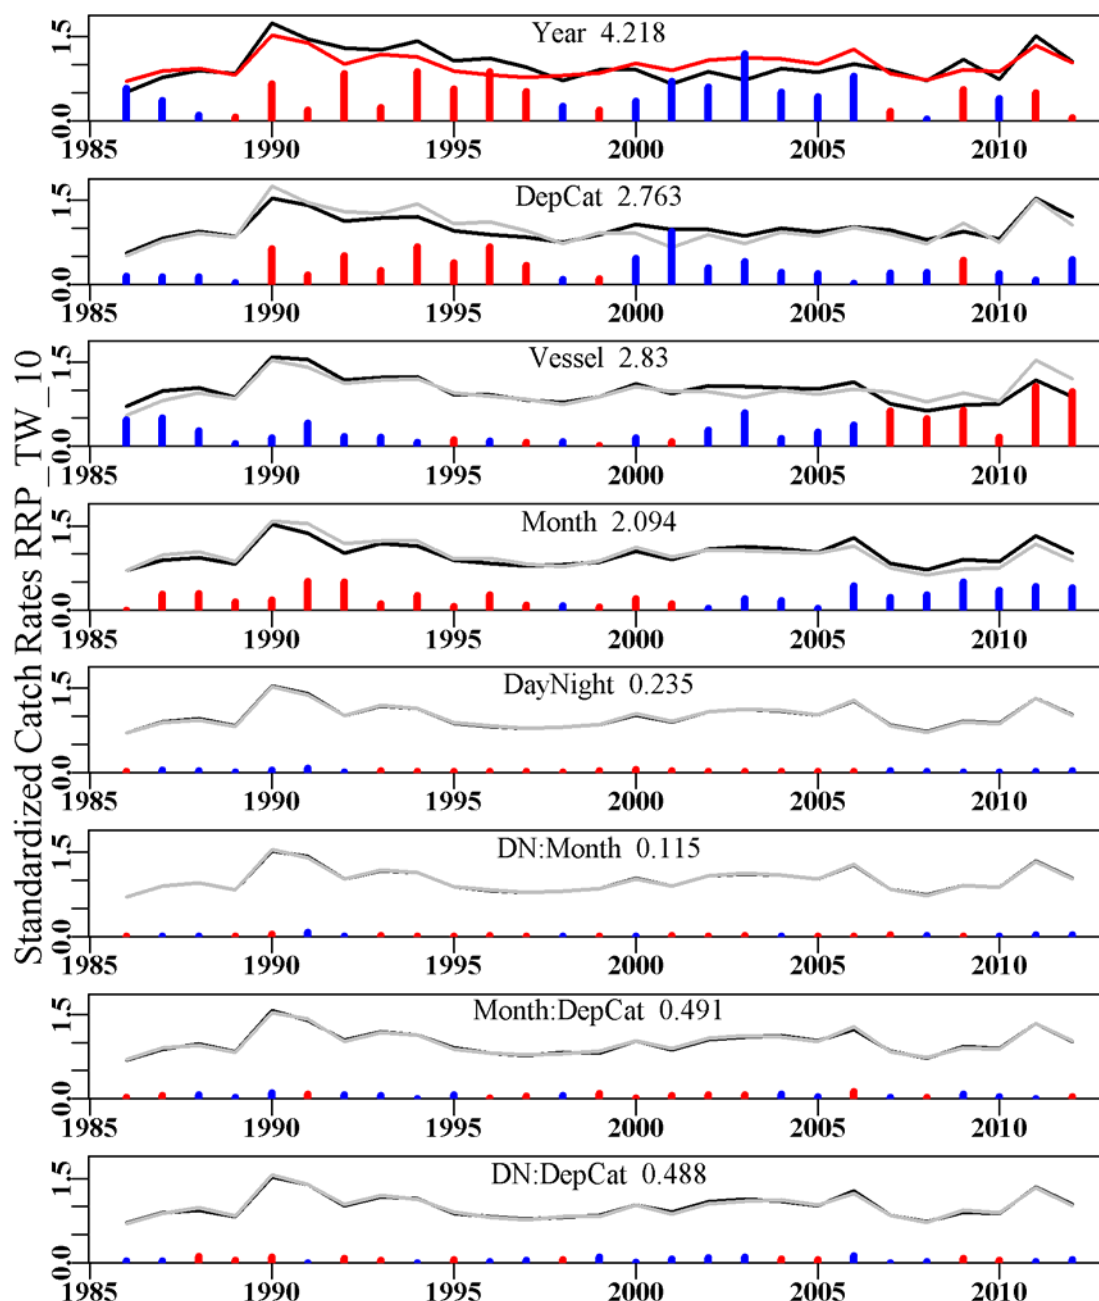 Standardized Catch Rates RRP_TW_10
Year 4.218
1.5
0.0
1985 1990 1995 2000 2005 2010
DepCat 2.763
1.5
0.0
1985 1990 1995 2000 2005 2010
Vessel 2.83
1.5
0.0
1985 1990 1995 2000 2005 2010
Month 2.094
1.5
0.0
1985 1990 1995 2000 2005 2010
DayNight 0.235
1.5
0.0
1985 1990 1995 2000 2005 2010
DN:Month 0.115
1.5
0.0
1985 1990 1995 2000 2005 2010
Month:DepCat 0.491
1.5
0.0
1985 1990 1995 2000 2005 2010
DN:DepCat 0.488
1.5
0.0
1985 1990 1995 2000 2005 2010